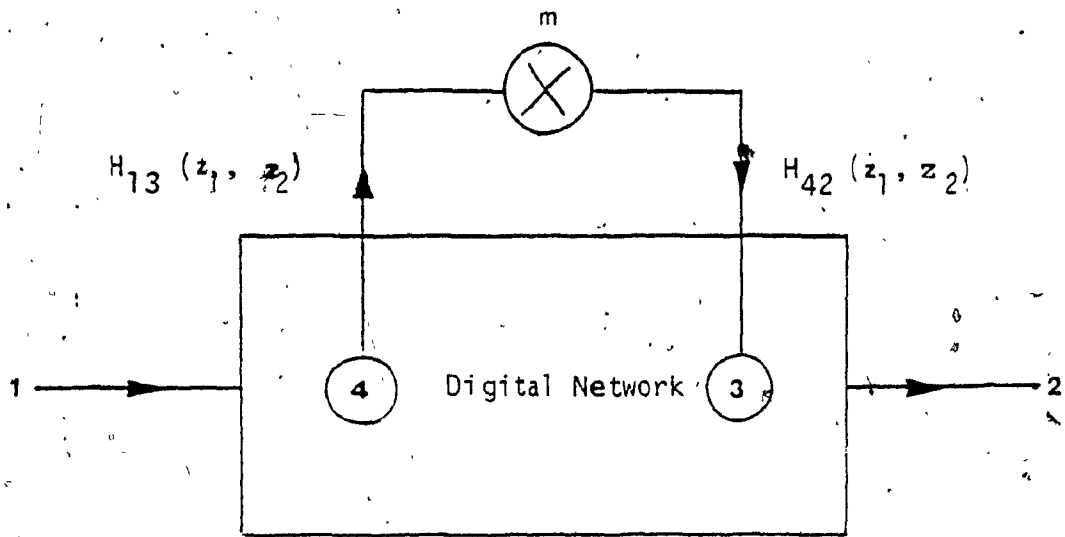 m
H13 (z1, z2)
H42 (z1, z2)
1
4
Digital Network
3
2